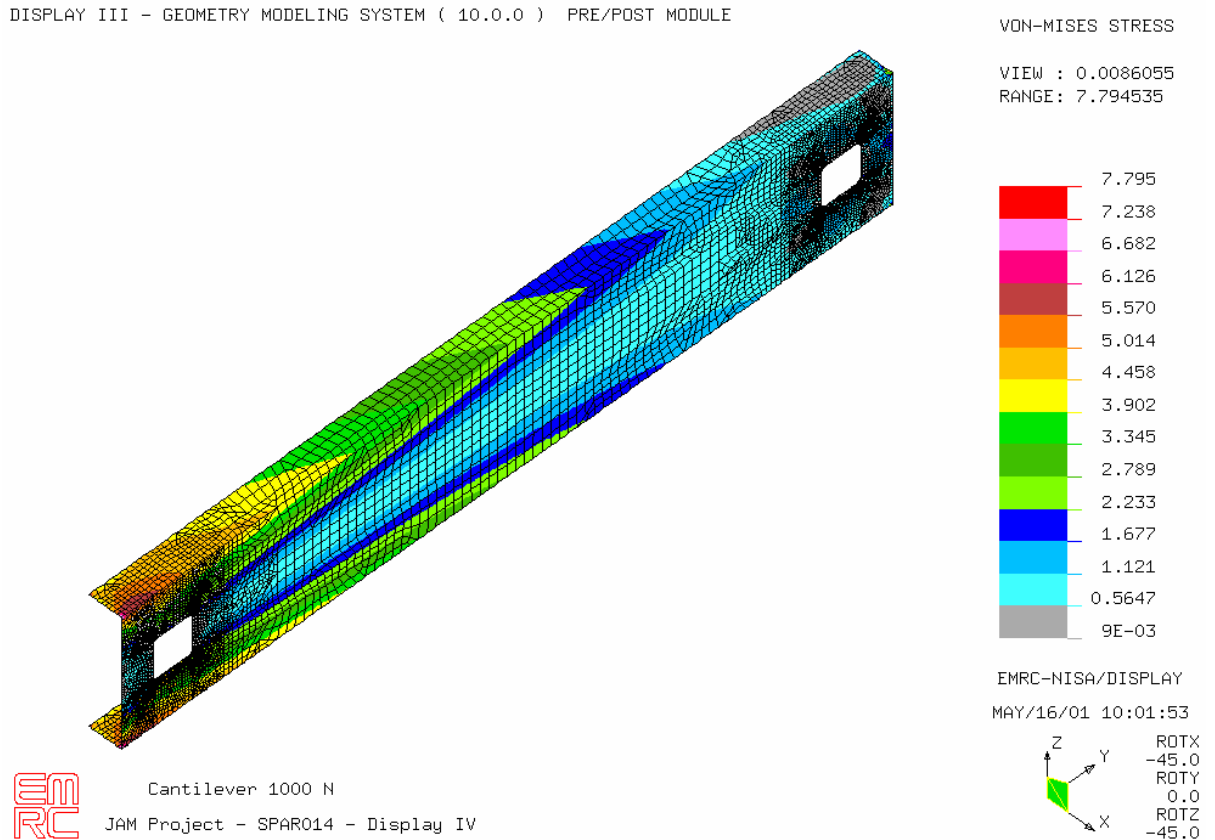 DISPLAY III - GEOMETRY MODELING SYSTEM ( 10.0.0 ) PRE/POST MODULE
VON-MISES STRESS
VIEW : 0.0086055
RANGE: 7.794535
7.795
7.238
6.682
6.126
5.570
5.014
4.458
3.902
3.345
2.789
2.233
1.677
1.121
0.5647
9E-03
EMRC-NISA/DISPLAY
MAY/16/01 10:01:53
Z
Y
X
ROTX
-45.0
ROTY
0.0
ROTZ
-45.0
EM
RC
Cantilever 1000 N
JAM Project - SPAR014 - Display IV